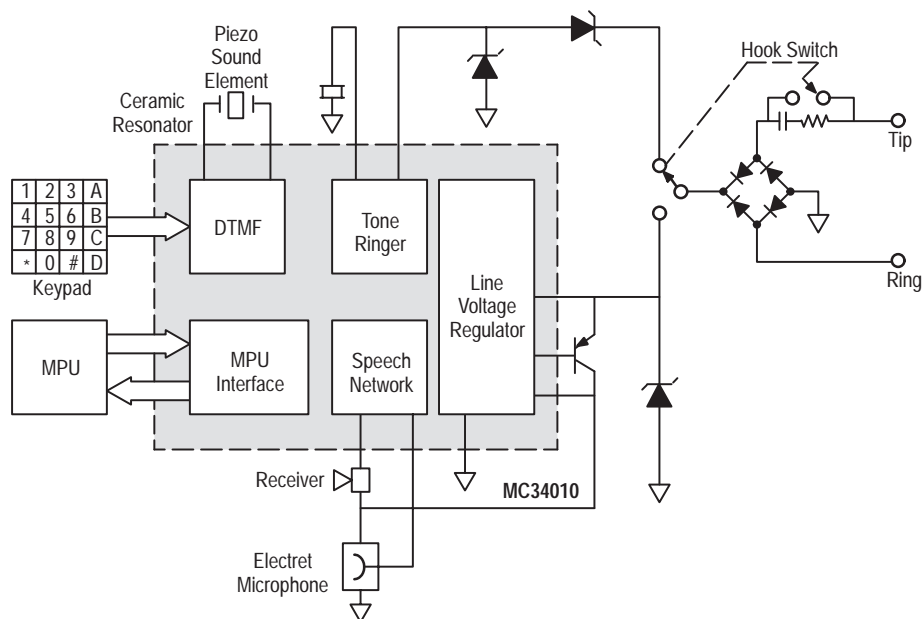 Piezo
Sound
Element
Ceramic
Resonator
Hook Switch
Tip
1 2 3 A
4 5 6 B
7 8 9 C
* 0 # D
Keypad
DTMF
Tone
Ringer
Line
Voltage
Regulator
Ring
MPU
MPU
Interface
Speech
Network
Receiver
MC34010
Electret
Microphone